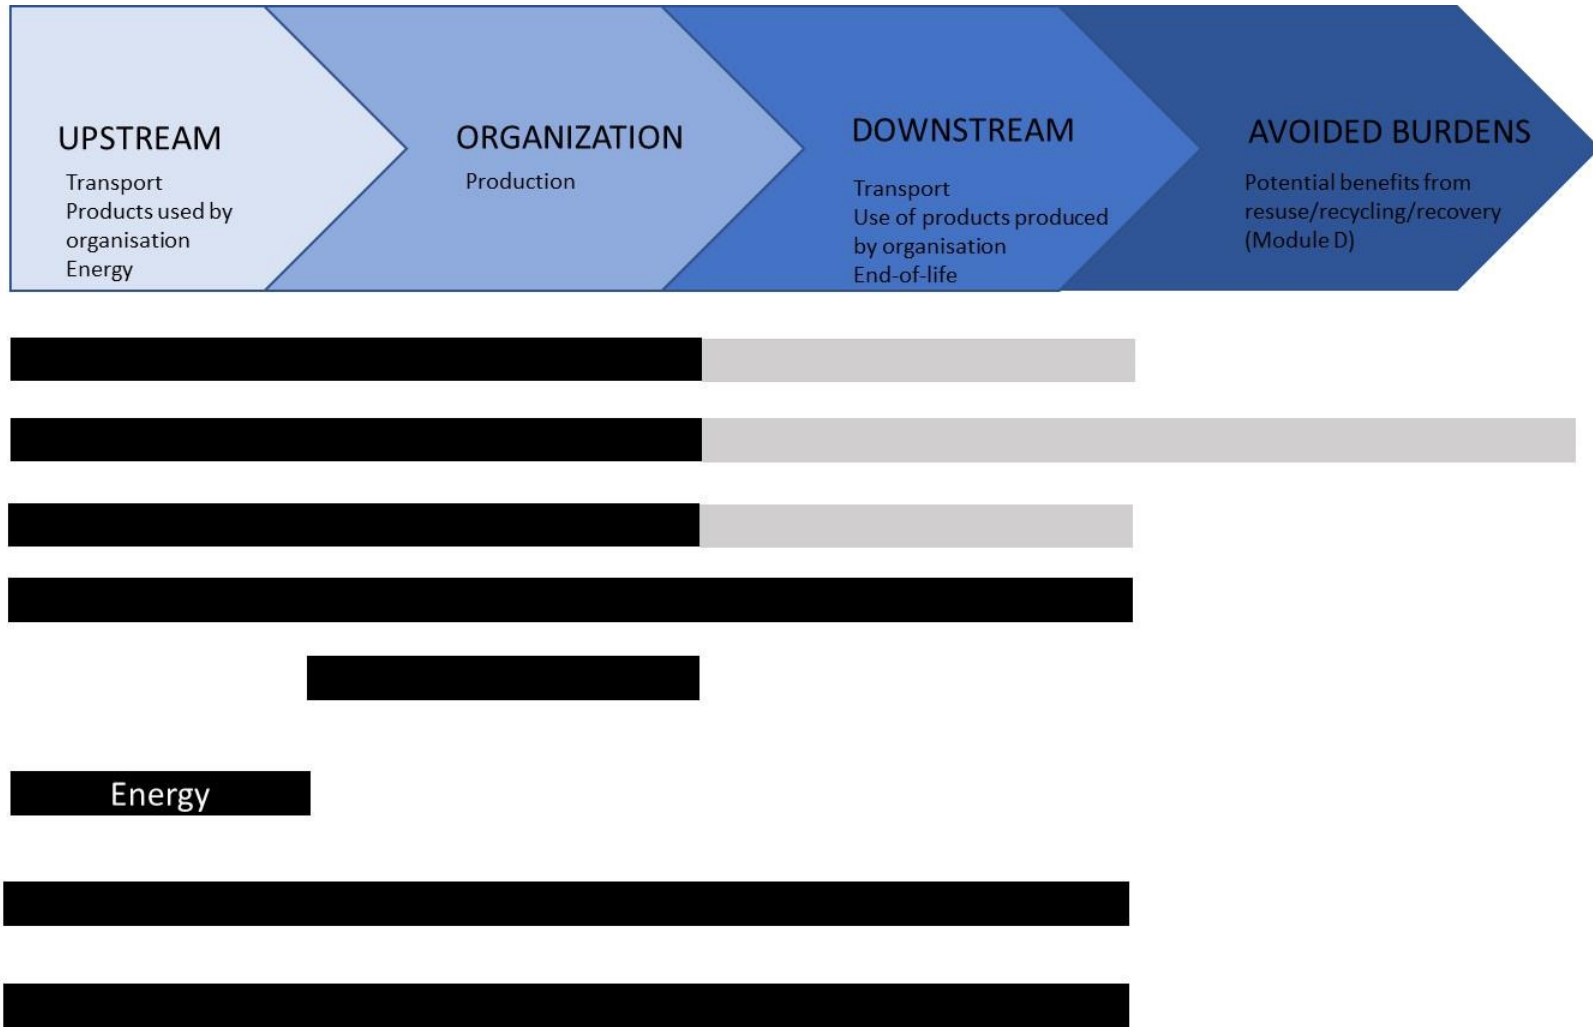 UPSTREAM
Transport
Products used by
organisation
Energy
ORGANIZATION
Production
DOWNSTREAM
Transport
Use of products produced
by organisation
End-of-life
AVOIDED BURDENS
Potential benefits from
resuse/recycling/recovery
(Module D)
Energy